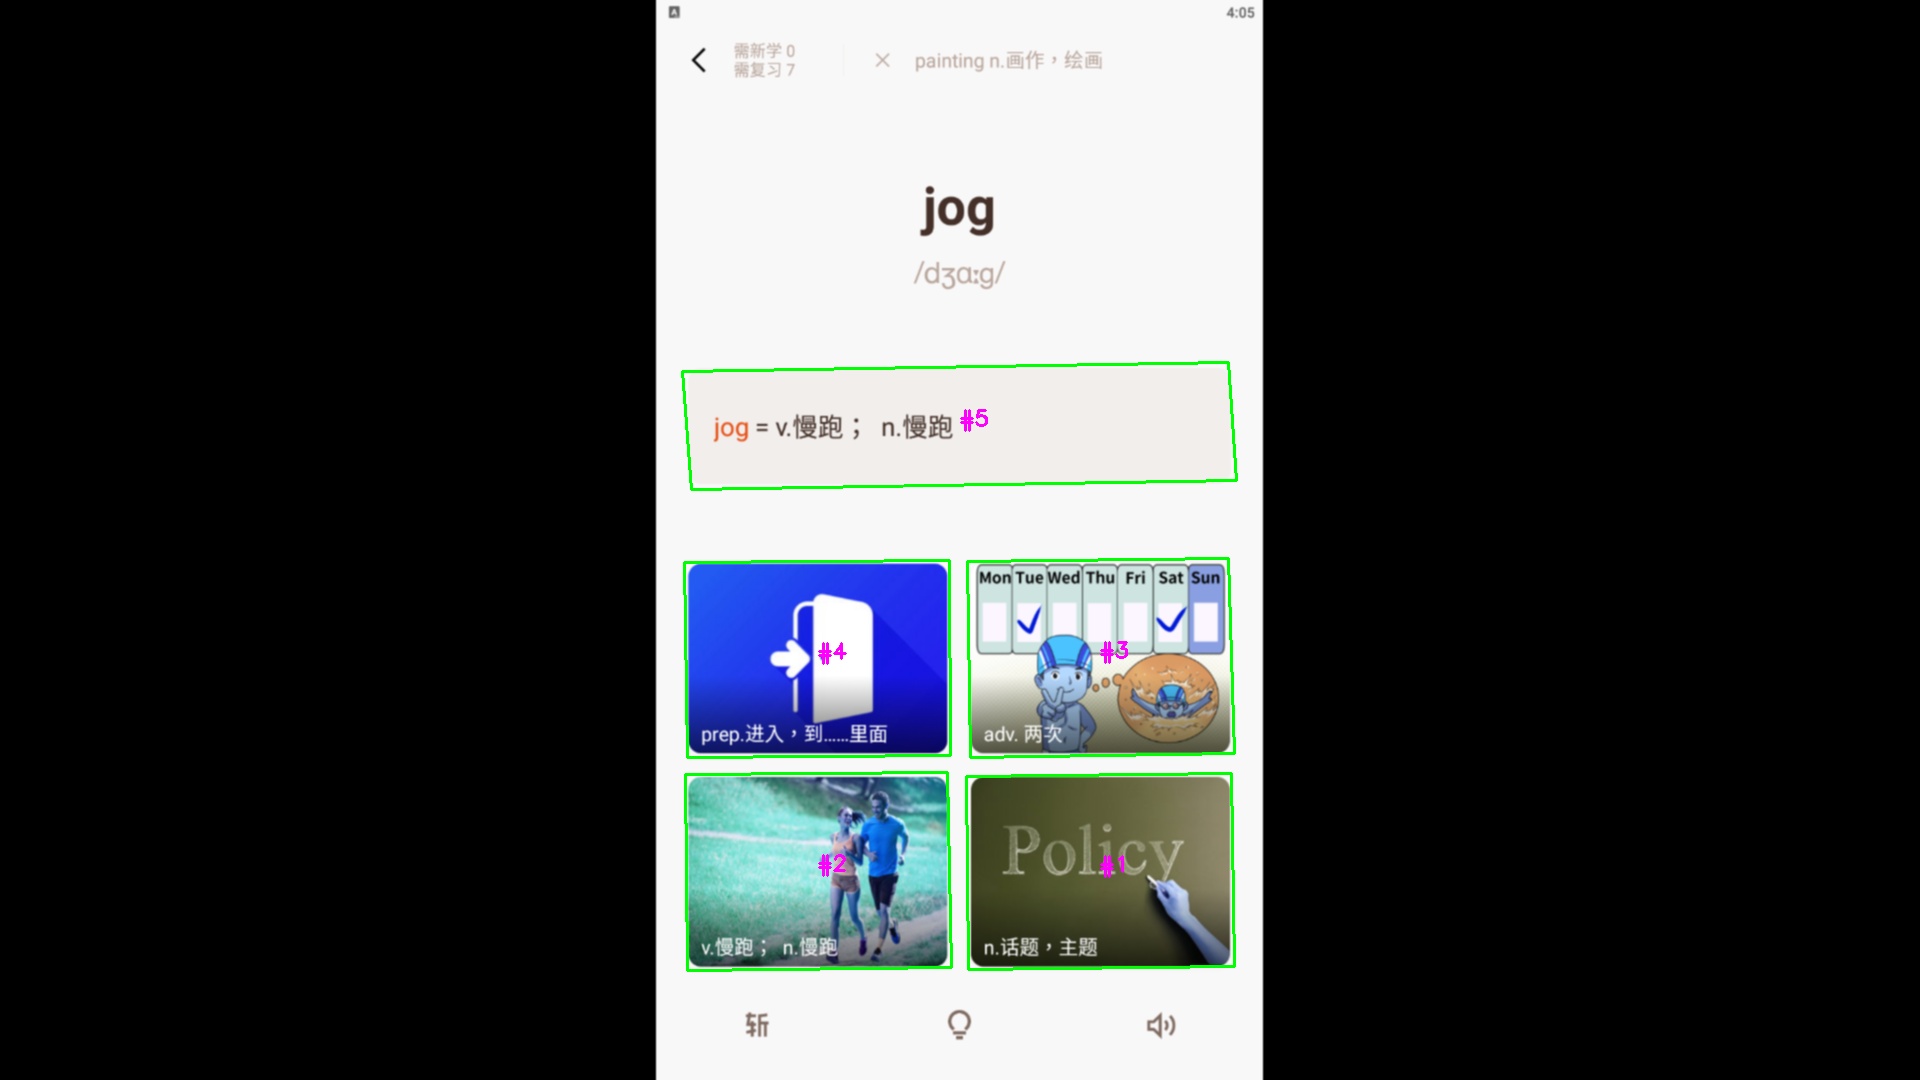 A
4:05
需新学 0
需复习 7
painting n.画作，绘画
jog
/dʒɑːg/
jog = v.慢跑； n.慢跑
#5
Mon Tue Wed Thu Fri Sat Sun
#4
#3
prep.进入，到……里面
adv. 两次
Policy
#2
#1
v.慢跑； n.慢跑
n.话题，主题
斩